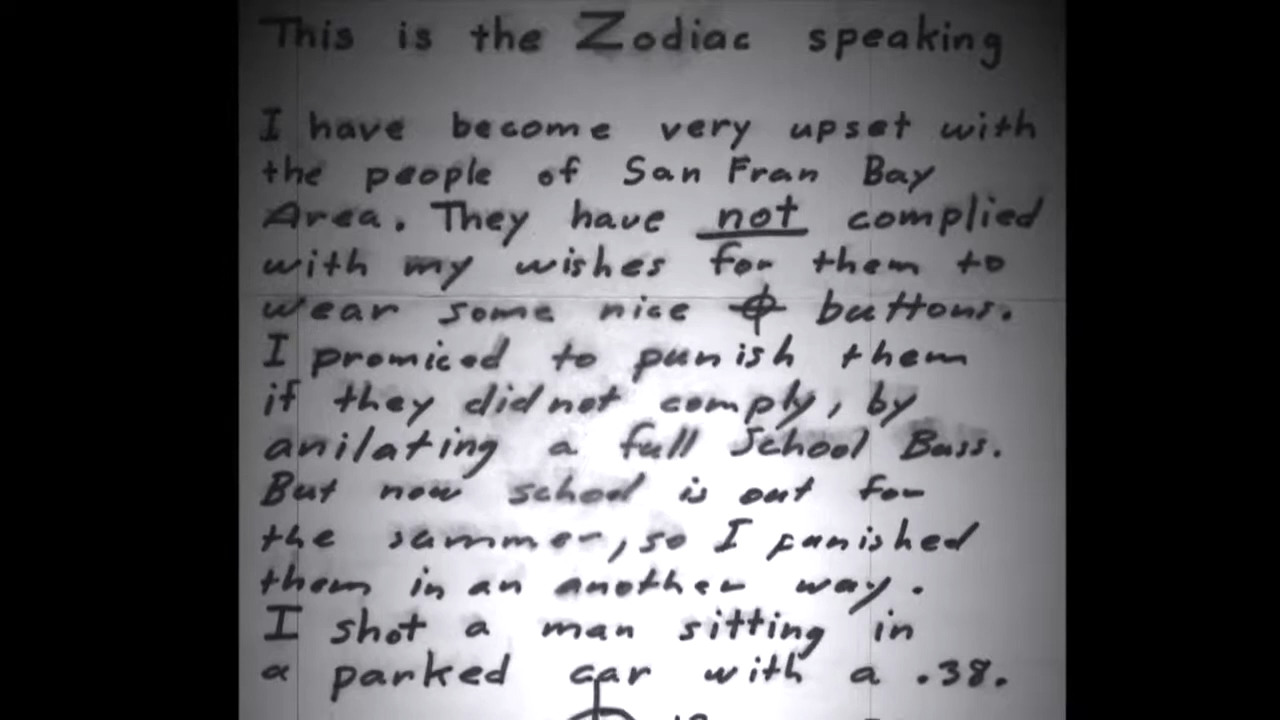 This is the Zodiac speaking
I have become very upset with
the people of San Fran Bay
Area. They have not complied
with my wishes for them to
wear some nice ⌖ buttons.
I promiced to punish them
if they did not comply, by
anilating a full School Buss.
But now school is out for
the summer, so I punished
them in an another way.
I shot a man sitting in
a parked car with a .38.